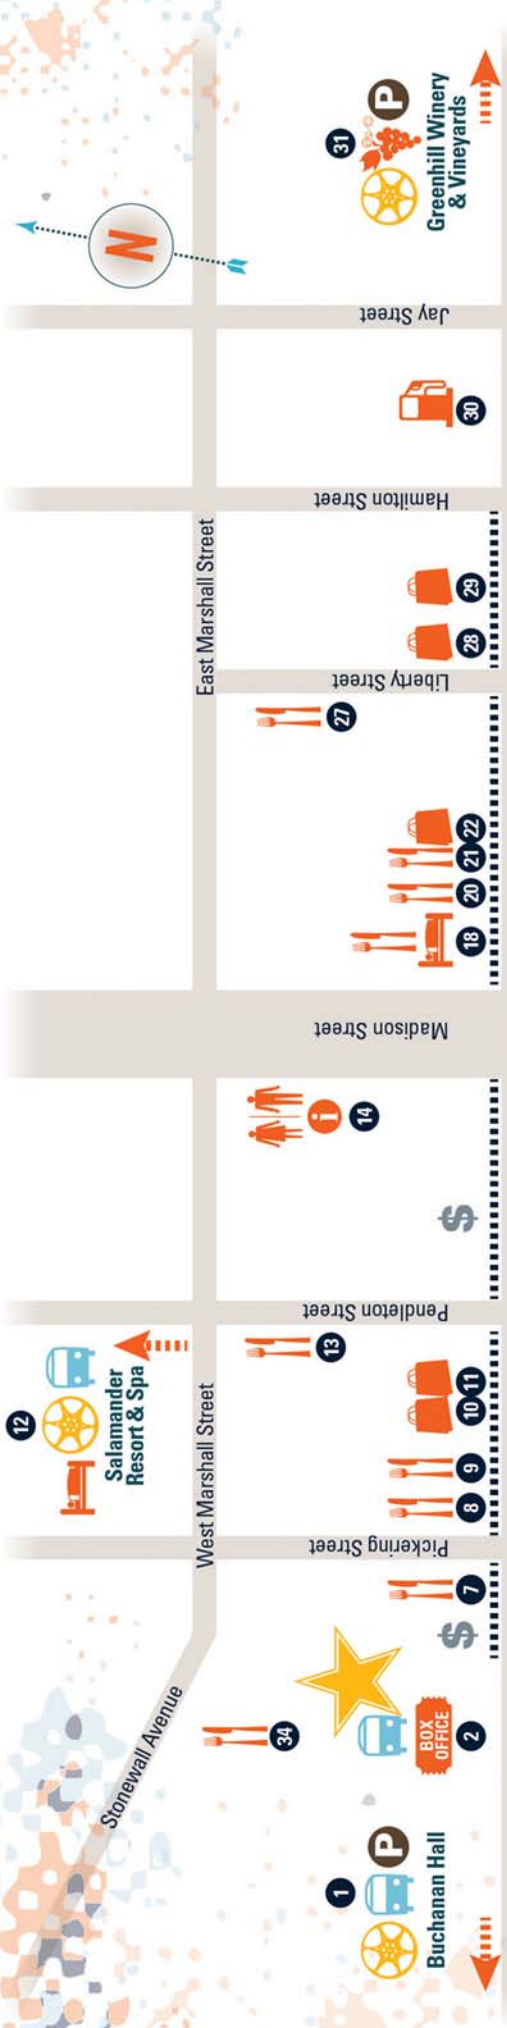 Stonewall Avenue
1
P
Buchanan Hall
34
BOX
OFFICE
2
$
7
Pickering Street
12
Salamander
Resort & Spa
West Marshall Street
13
8
9
10
11
Pendleton Street
14
i
$
Madison Street
18
20
21
22
27
Liberty Street
East Marshall Street
28
29
Hamilton Street
30
Jay Street
N
31
P
Greenhill Winery
& Vineyards